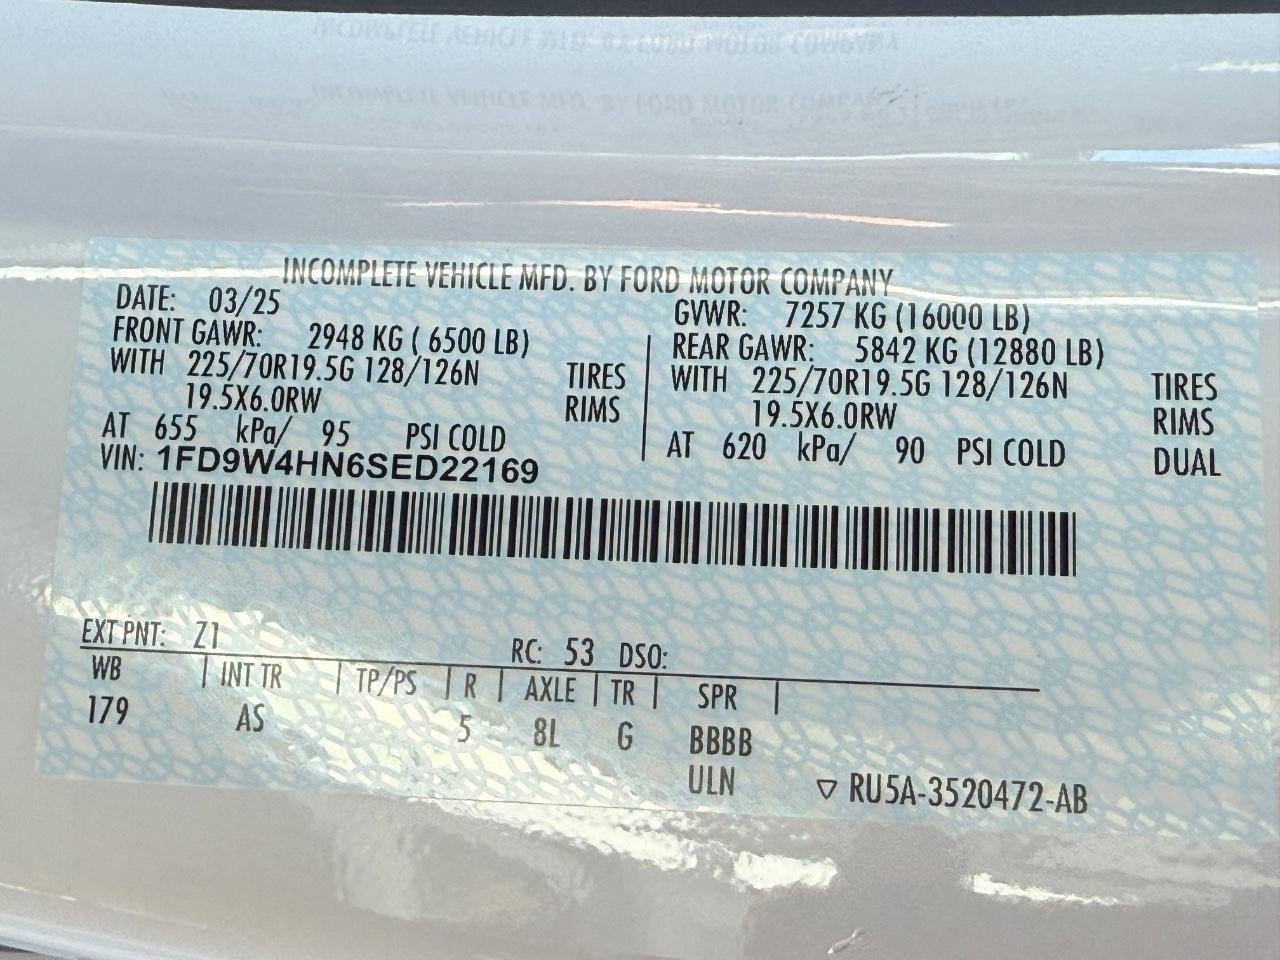 INCOMPLETE VEHICLE MFD. BY FORD MOTOR COMPANY
DATE: 03/25 GVWR: 7257 KG (16000 LB)
FRONT GAWR: 2948 KG ( 6500 LB) REAR GAWR: 5842 KG (12880 LB)
WITH 225/70R19.5G 128/126N TIRES WITH 225/70R19.5G 128/126N TIRES
19.5X6.0RW RIMS 19.5X6.0RW RIMS
AT 655 kPa/ 95 PSI COLD AT 620 kPa/ 90 PSI COLD DUAL
VIN: 1FD9W4HN6SED22169
EXT PNT: Z1 RC: 53 DSO:
WB | INT TR | TP/PS | R | AXLE | TR | SPR |
179 AS 5 8L G BBBB
ULN ▽ RU5A-3520472-AB